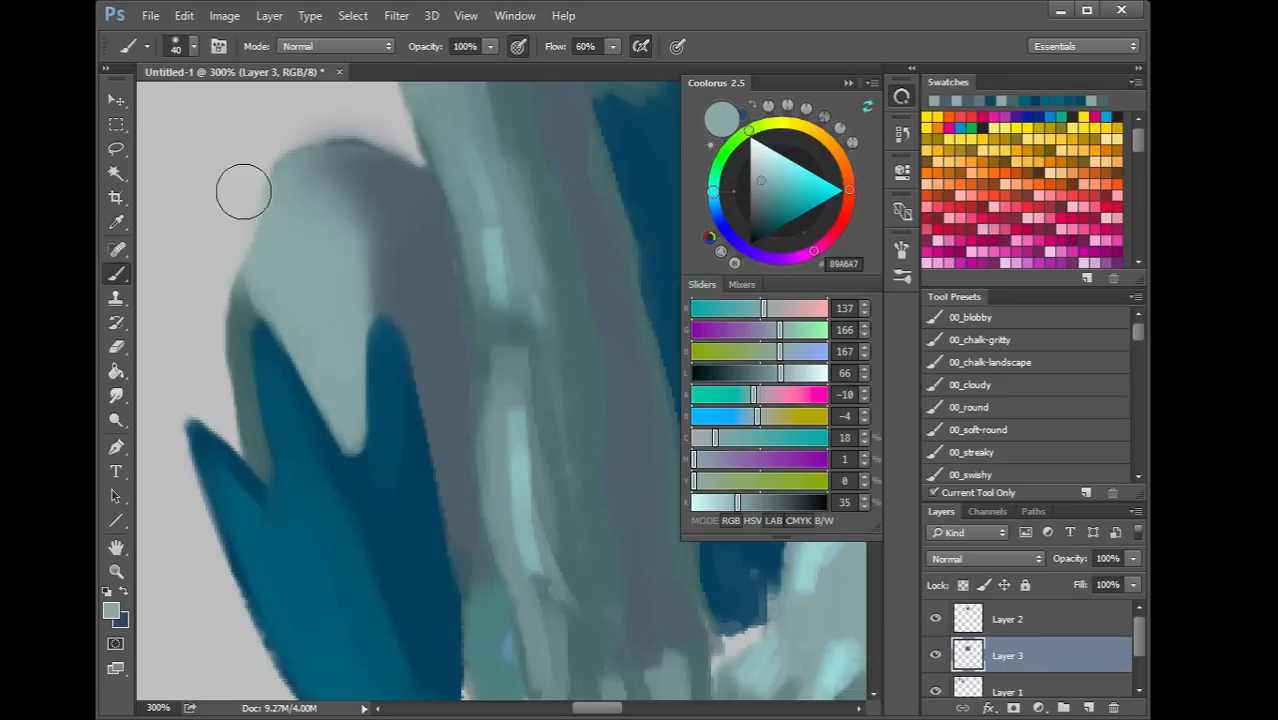 Ps File Edit Image Layer Type Select Filter 3D View Window Help
40 Mode: Normal Opacity: 100% Flow: 60% Essentials
Untitled-1 @ 300% (Layer 3, RGB/8) * ×
Coolorus 2.5
# 89A6A7
Sliders Mixers
R 137
G 166
B 167
L 66
A -10
B -4
C 18 %
M 1 %
Y 0 %
K 35 %
MODE RGB HSV LAB CMYK B/W
Swatches
Tool Presets
00_blobby
00_chalk-gritty
00_chalk-landscape
00_cloudy
00_round
00_soft-round
00_streaky
00_swishy
Current Tool Only
Layers Channels Paths
Kind
Normal Opacity: 100%
Lock: Fill: 100%
Layer 2
Layer 3
Layer 1
fx
300% Doc: 9.27M/4.00M